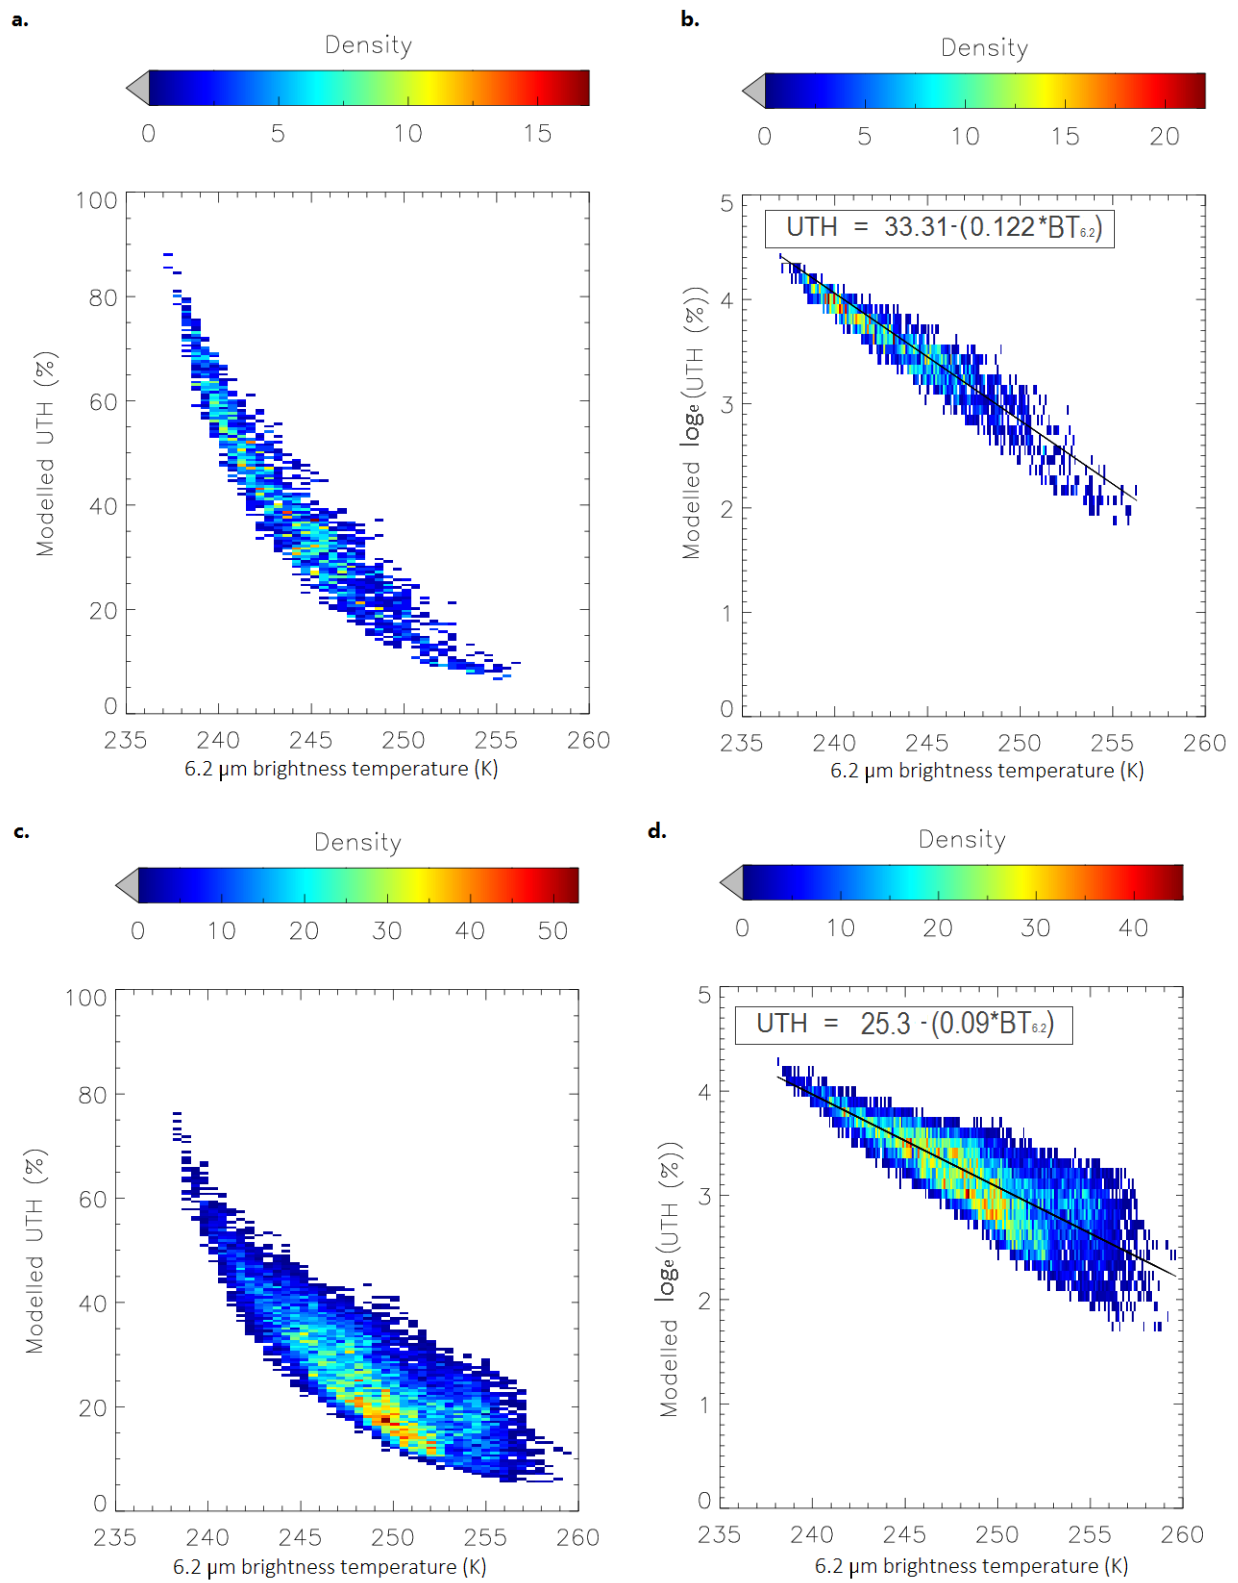 a.
Density
0 5 10 15
100
80
60
40
20
0
Modelled UTH (%)
235 240 245 250 255 260
6.2 µm brightness temperature (K)
b.
Density
0 5 10 15 20
UTH = 33.31-(0.122*BT6.2)
5
4
3
2
1
0
Modelled loge(UTH (%))
235 240 245 250 255 260
6.2 µm brightness temperature (K)
c.
Density
0 10 20 30 40 50
100
80
60
40
20
0
Modelled UTH (%)
235 240 245 250 255 260
6.2 µm brightness temperature (K)
d.
Density
0 10 20 30 40
UTH = 25.3 -(0.09*BT6.2)
5
4
3
2
1
0
Modelled loge(UTH (%))
235 240 245 250 255 260
6.2 µm brightness temperature (K)